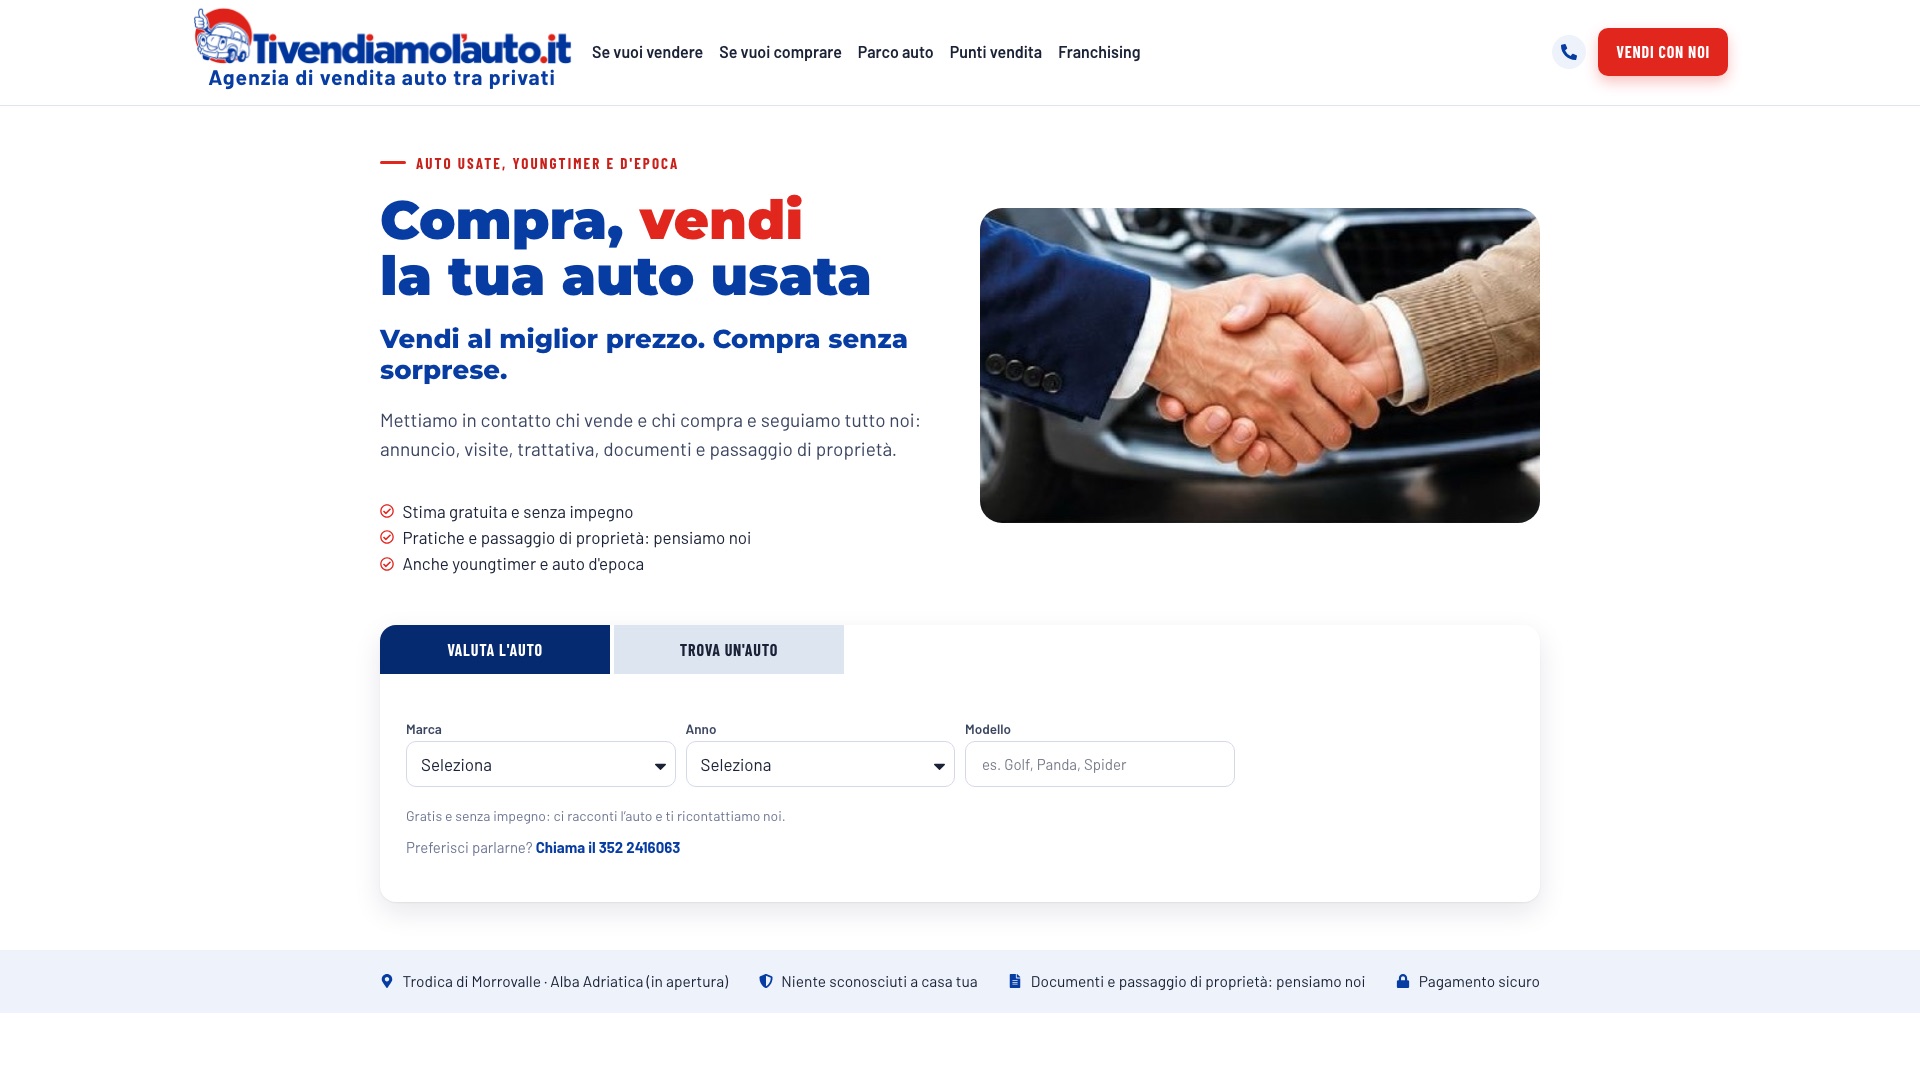 Tivendiamol'auto.it
Agenzia di vendita auto tra privati
Se vuoi vendere
Se vuoi comprare
Parco auto
Punti vendita
Franchising
VENDI CON NOI
AUTO USATE, YOUNGTIMER E D'EPOCA
Compra, vendi
la tua auto usata
Vendi al miglior prezzo. Compra senza
sorprese.
Mettiamo in contatto chi vende e chi compra e seguiamo tutto noi:
annuncio, visite, trattativa, documenti e passaggio di proprietà.
Stima gratuita e senza impegno
Pratiche e passaggio di proprietà: pensiamo noi
Anche youngtimer e auto d'epoca
VALUTA L'AUTO
TROVA UN'AUTO
Marca
Anno
Modello
Seleziona
Seleziona
es. Golf, Panda, Spider
Gratis e senza impegno: ci racconti l'auto e ti ricontattiamo noi.
Preferisci parlarne? Chiama il 352 2416063
Trodica di Morrovalle · Alba Adriatica (in apertura)
Niente sconosciuti a casa tua
Documenti e passaggio di proprietà: pensiamo noi
Pagamento sicuro